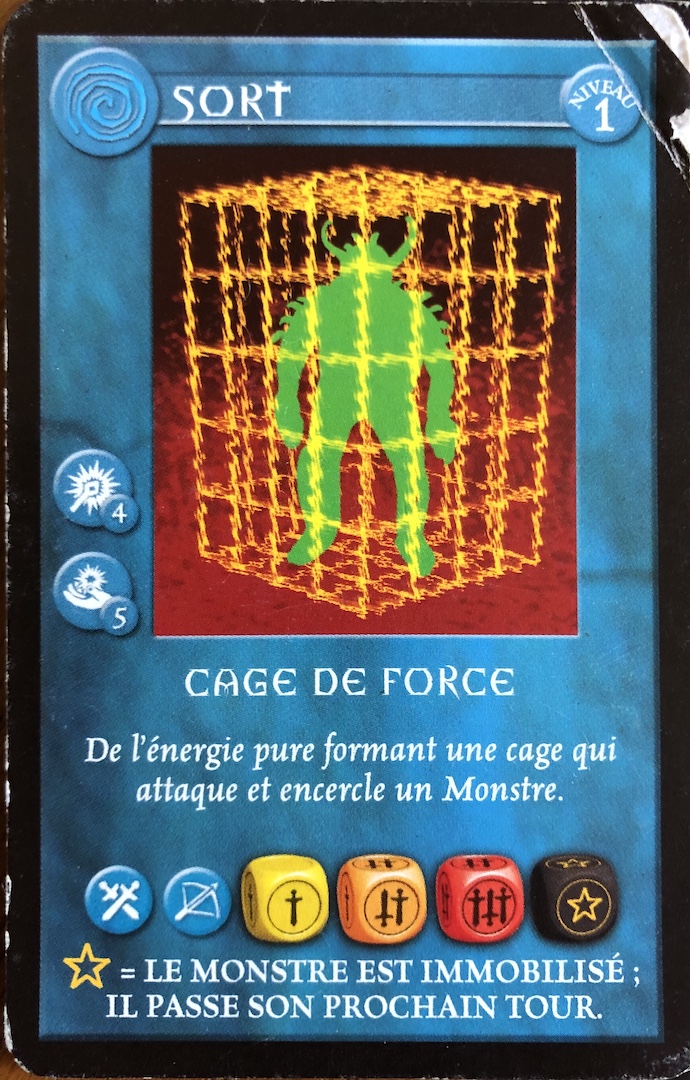 SORT
NIVEAU
1
4
5
CAGE DE FORCE
De l'énergie pure formant une cage qui
attaque et encercle un Monstre.
= LE MONSTRE EST IMMOBILISÉ ;
IL PASSE SON PROCHAIN TOUR.